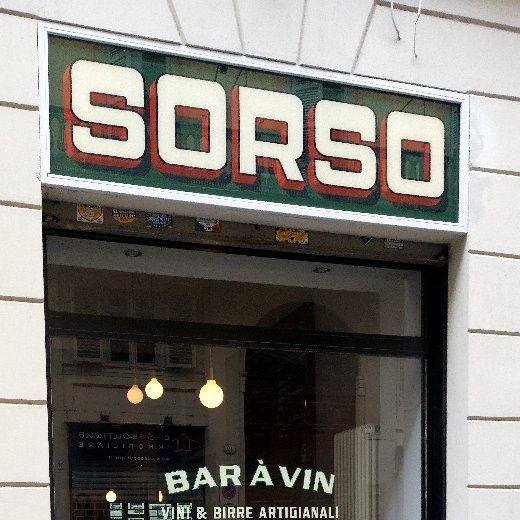 SORSO
BAR À VIN
VINI & BIRRE ARTIGIANALI